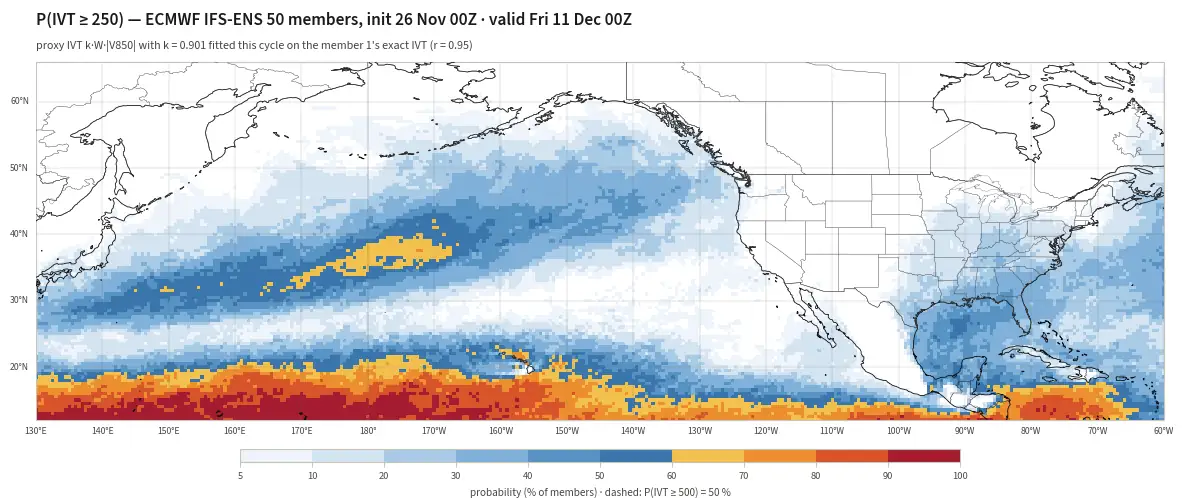 P(IVT ≥ 250) — ECMWF IFS-ENS 50 members, init 26 Nov 00Z · valid Fri 11 Dec 00Z
proxy IVT k·W·|V850| with k = 0.901 fitted this cycle on the member 1's exact IVT (r = 0.95)
60°N
50°N
40°N
30°N
20°N
130°E 140°E 150°E 160°E 170°E 180° 170°W 160°W 150°W 140°W 130°W 120°W 110°W 100°W 90°W 80°W 70°W 60°W
5 10 20 30 40 50 60 70 80 90 100
probability (% of members) · dashed: P(IVT ≥ 500) = 50 %